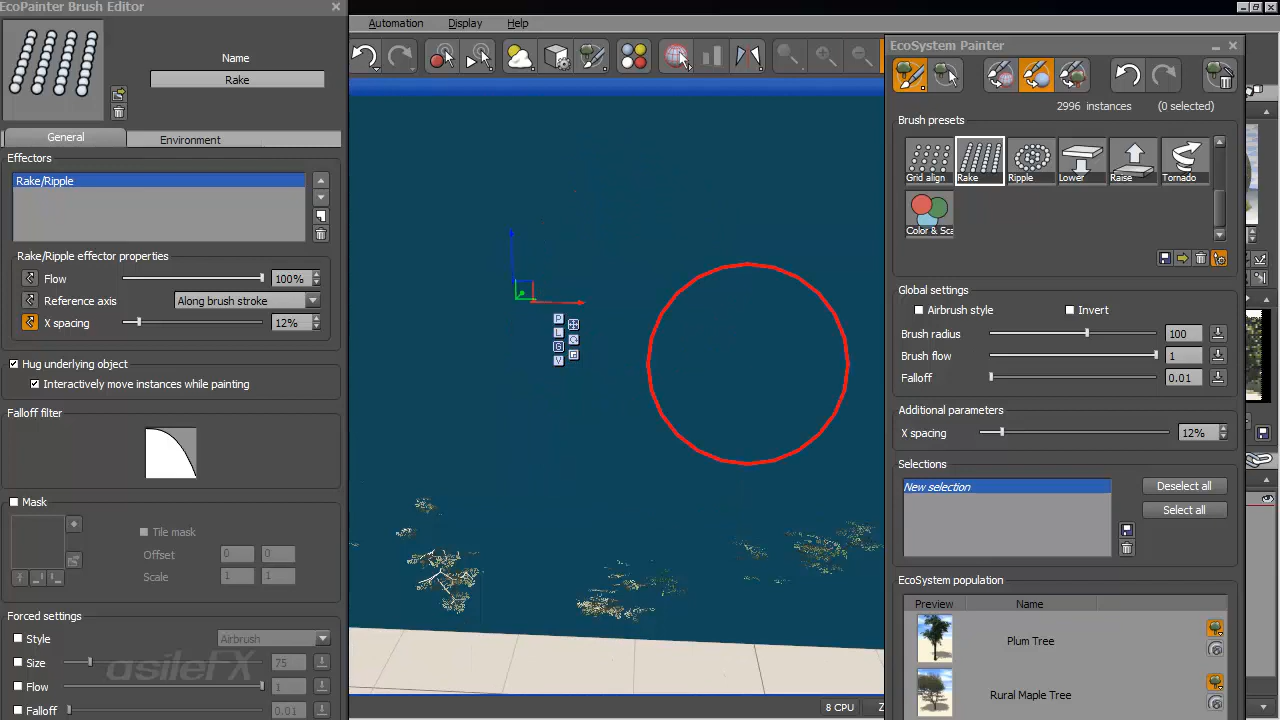 EcoPainter Brush Editor
Name
Rake
General
Environment
Effectors
Rake/Ripple
Rake/Ripple effector properties
Flow
100%
Reference axis
Along brush stroke
X spacing
12%
Hug underlying object
Interactively move instances while painting
Falloff filter
Mask
Tile mask
Offset
0
0
Scale
1
1
Forced settings
Style
Airbrush
Size
75
Flow
1
Falloff
0.01
asileFX
Automation
Display
Help
P
L
G
V
8 CPU
Z
EcoSystem Painter
2996 instances
(0 selected)
Brush presets
Grid align
Rake
Ripple
Lower
Raise
Tornado
Color & Sca
Global settings
Airbrush style
Invert
Brush radius
100
Brush flow
1
Falloff
0.01
Additional parameters
X spacing
12%
Selections
New selection
Deselect all
Select all
EcoSystem population
Preview
Name
Plum Tree
Rural Maple Tree